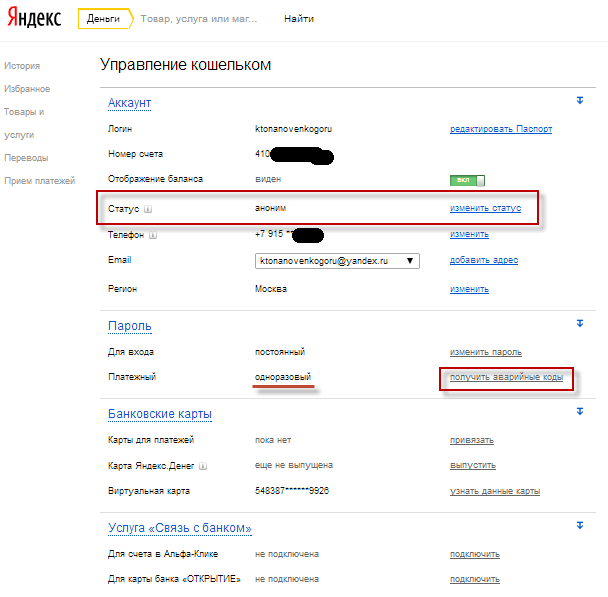 Яндекс Деньги Товар, услуга или маг... Найти
История
Избранное
Товары и
услуги
Переводы
Прием платежей
Управление кошельком
Аккаунт
Логин ktonanovenkogoru редактировать Паспорт
Номер счета 410
Отображение баланса виден ВКЛ
Статус i аноним изменить статус
Телефон i +7 915 ** изменить
Email ktonanovenkogoru@yandex.ru ▼ добавить адрес
Регион Москва изменить
Пароль
Для входа постоянный изменить пароль
Платежный одноразовый получить аварийные коды
Банковские карты
Карты для платежей пока нет привязать
Карта Яндекс.Денег i еще не выпущена выпустить
Виртуальная карта 548387******9926 узнать данные карты
Услуга «Связь с банком»
Для счета в Альфа-Клике не подключена подключить
Для карты банка «ОТКРЫТИЕ» не подключена подключить